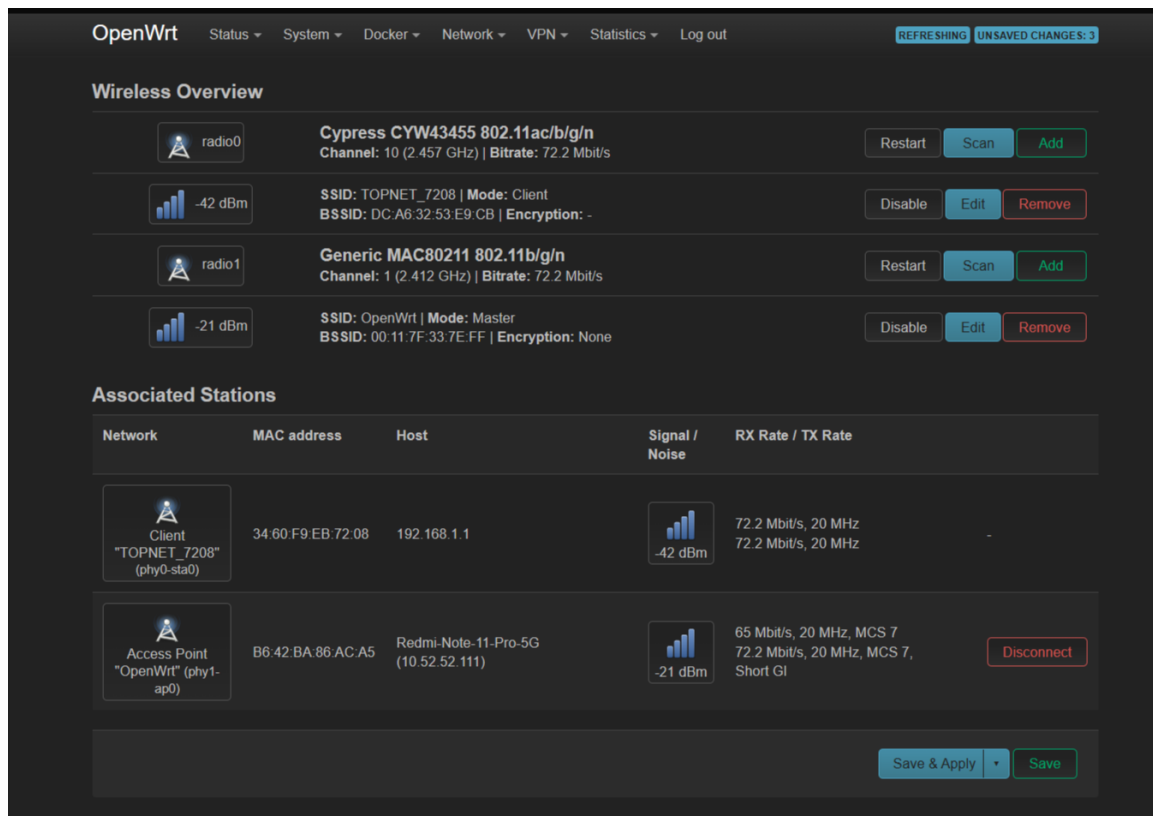 OpenWrt Status System Docker Network VPN Statistics Log out REFRESHING UNSAVED CHANGES: 3
Wireless Overview
radio0
Cypress CYW43455 802.11ac/b/g/n
Channel: 10 (2.457 GHz) | Bitrate: 72.2 Mbit/s
Restart Scan Add
-42 dBm
SSID: TOPNET_7208 | Mode: Client
BSSID: DC:A6:32:53:E9:CB | Encryption: -
Disable Edit Remove
radio1
Generic MAC80211 802.11b/g/n
Channel: 1 (2.412 GHz) | Bitrate: 72.2 Mbit/s
Restart Scan Add
-21 dBm
SSID: OpenWrt | Mode: Master
BSSID: 00:11:7F:33:7E:FF | Encryption: None
Disable Edit Remove
Associated Stations
Network MAC address Host Signal / Noise RX Rate / TX Rate
Client
"TOPNET_7208"
(phy0-sta0)
34:60:F9:EB:72:08
192.168.1.1
-42 dBm
72.2 Mbit/s, 20 MHz
72.2 Mbit/s, 20 MHz
-
Access Point
"OpenWrt" (phy1-
ap0)
B6:42:BA:86:AC:A5
Redmi-Note-11-Pro-5G
(10.52.52.111)
-21 dBm
65 Mbit/s, 20 MHz, MCS 7
72.2 Mbit/s, 20 MHz, MCS 7,
Short GI
Disconnect
Save & Apply Save